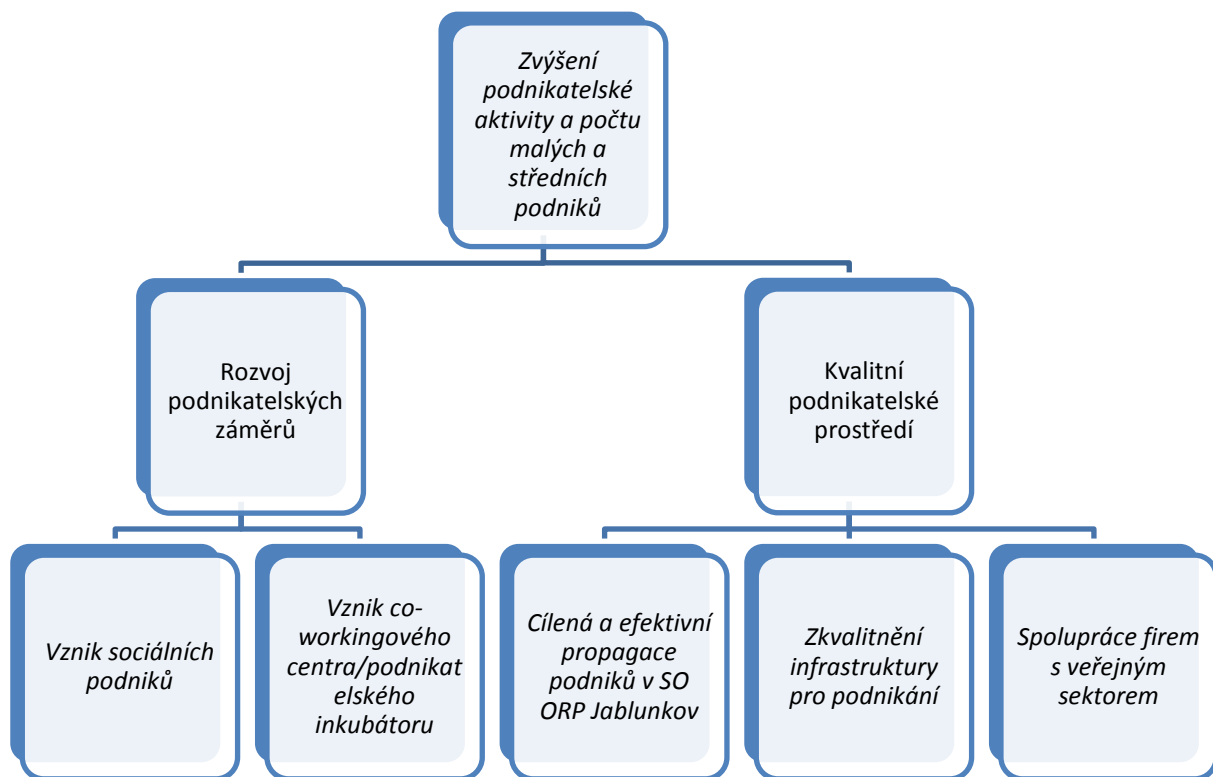 Zvýšení
podnikatelské
aktivity a počtu
malých a
středních
podniků
Rozvoj
podnikatelských
záměrů
Kvalitní
podnikatelské
prostředí
Vznik sociálních
podniků
Vznik co-
workingového
centra/podnikat
elského
inkubátoru
Cílená a efektivní
propagace
podniků v SO
ORP Jablunkov
Zkvalitnění
infrastruktury
pro podnikání
Spolupráce firem
s veřejným
sektorem